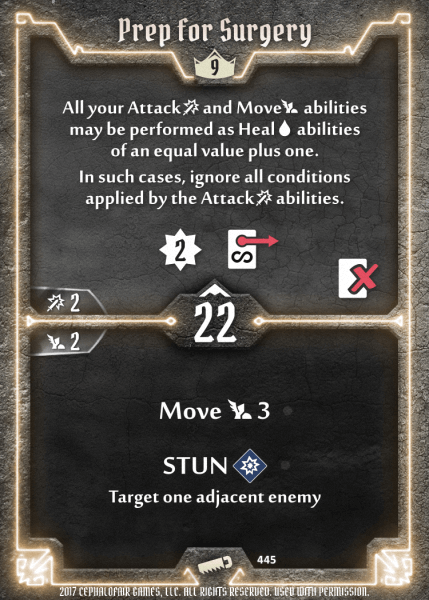 Prep for Surgery
9
All your Attack and Move abilities
may be performed as Heal abilities
of an equal value plus one.
In such cases, ignore all conditions
applied by the Attack abilities.
2
2
22
2
Move 3
STUN
Target one adjacent enemy
445
2017 CEPHALOFAIR GAMES, LLC. ALL RIGHTS RESERVED. USED WITH PERMISSION.